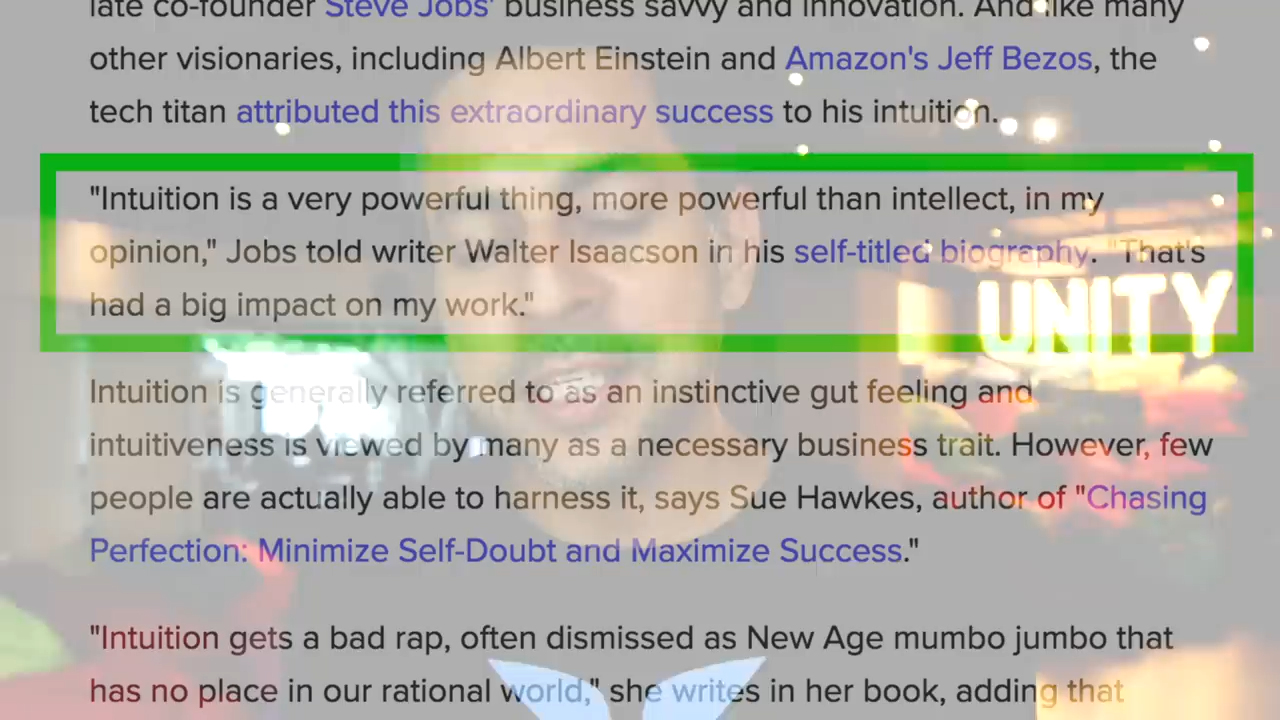 late co-founder Steve Jobs' business savvy and innovation. And like many
other visionaries, including Albert Einstein and Amazon's Jeff Bezos, the
tech titan attributed this extraordinary success to his intuition.
"Intuition is a very powerful thing, more powerful than intellect, in my
opinion," Jobs told writer Walter Isaacson in his self-titled biography. "That's
had a big impact on my work."
UNITY
Intuition is generally referred to as an instinctive gut feeling and
intuitiveness is viewed by many as a necessary business trait. However, few
people are actually able to harness it, says Sue Hawkes, author of "Chasing
Perfection: Minimize Self-Doubt and Maximize Success."
"Intuition gets a bad rap, often dismissed as New Age mumbo jumbo that
has no place in our rational world," she writes in her book, adding that